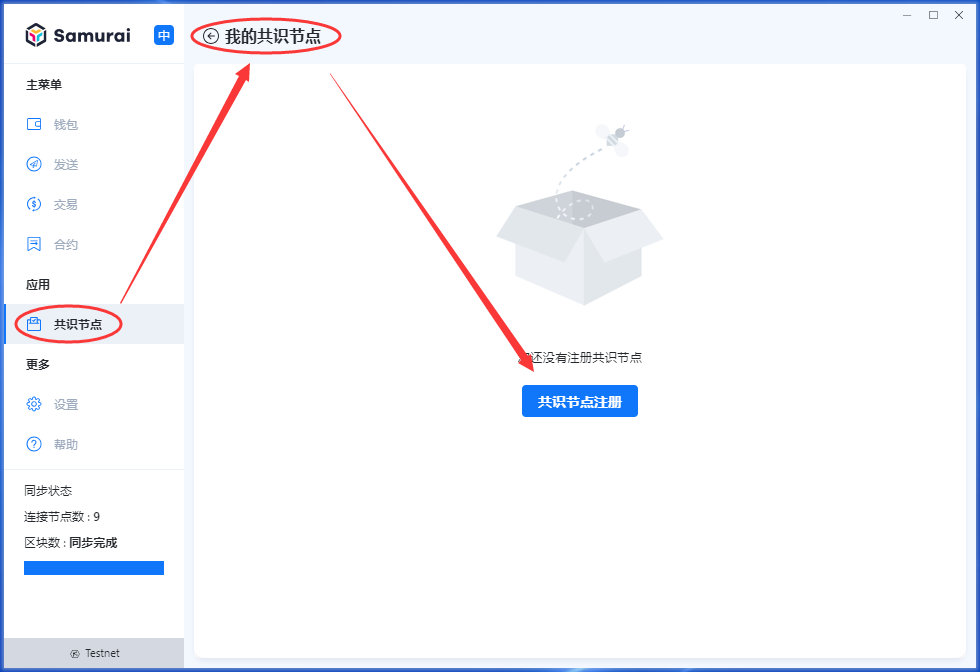 Samurai 中
我的共识节点
主菜单
钱包
发送
交易
合约
应用
共识节点
更多
设置
帮助
同步状态
连接节点数 : 9
区块数 : 同步完成
Testnet
还没有注册共识节点
共识节点注册